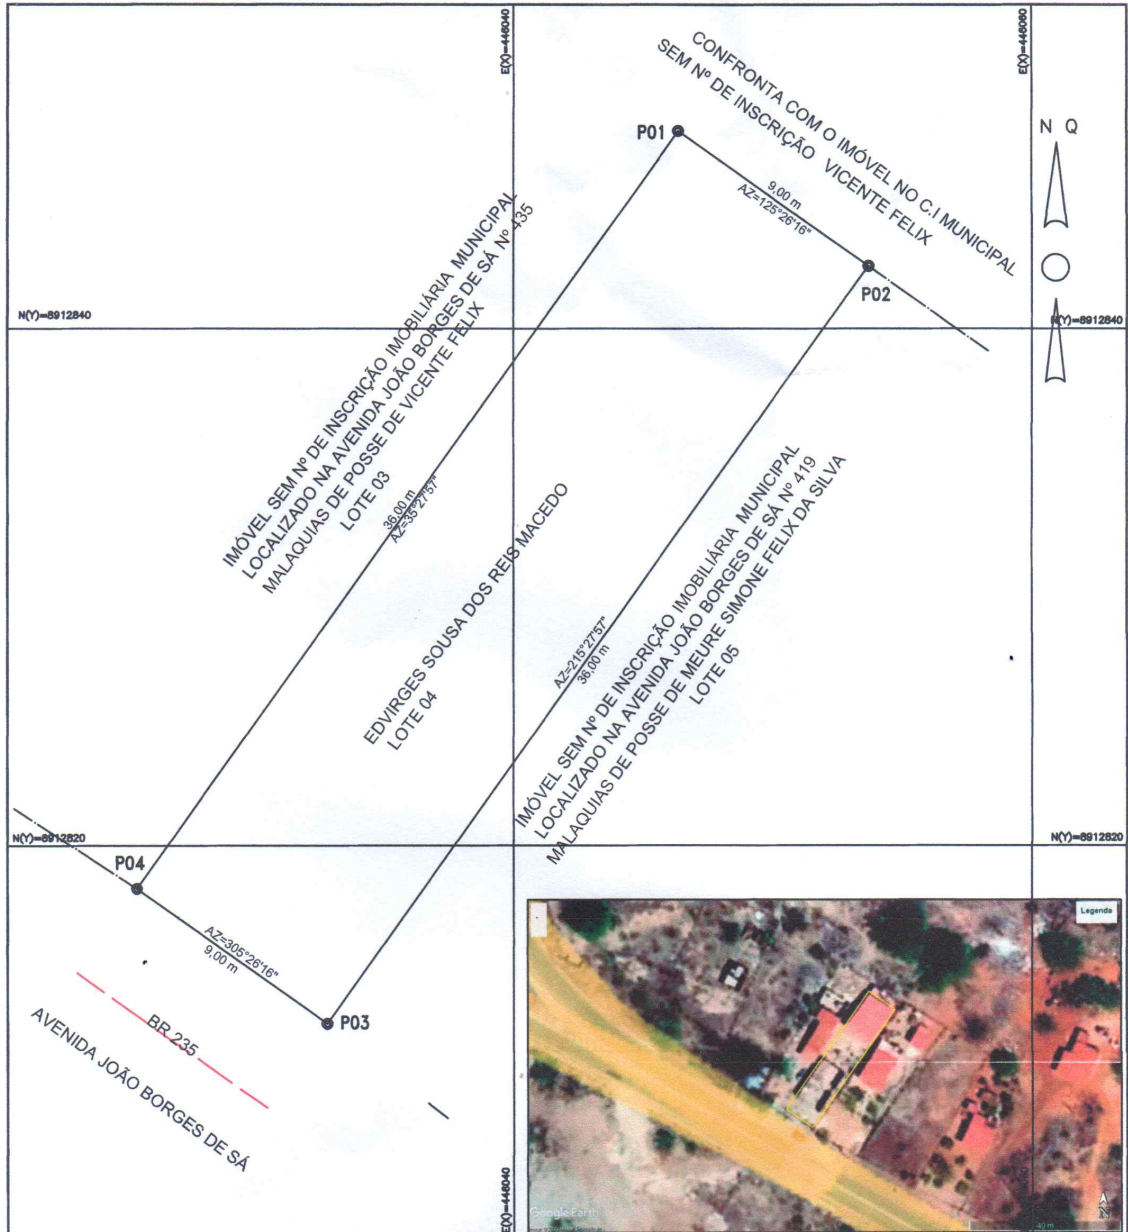 E(X)=446040
E(X)=446060
CONFRONTA COM O IMÓVEL NO C.I MUNICIPAL
SEM Nº DE INSCRIÇÃO VICENTE FELIX
N Q
P01
9,00 m
AZ=125°26'16"
P02
N(Y)=8912840
N(Y)=8912840
IMÓVEL SEM Nº DE INSCRIÇÃO IMOBILIÁRIA MUNICIPAL
LOCALIZADO NA AVENIDA JOÃO BORGES DE SÁ Nº 435
MALAQUIAS DE POSSE DE VICENTE FELIX
LOTE 03
36,00 m
AZ=35°27'57"
EDVIRGES SOUSA DOS REIS MACEDO
LOTE 04
AZ=215°27'57"
36,00 m
IMÓVEL SEM Nº DE INSCRIÇÃO IMOBILIÁRIA MUNICIPAL
LOCALIZADO NA AVENIDA JOÃO BORGES DE SÁ Nº 419
MALAQUIAS DE POSSE DE MEURE SIMONE FELIX DA SILVA
LOTE 05
N(Y)=8912820
N(Y)=8912820
P04
AZ=305°26'16"
9,00 m
P03
BR 235
AVENIDA JOÃO BORGES DE SÁ
E(X)=446040
Legenda
Google Earth
N
40 m